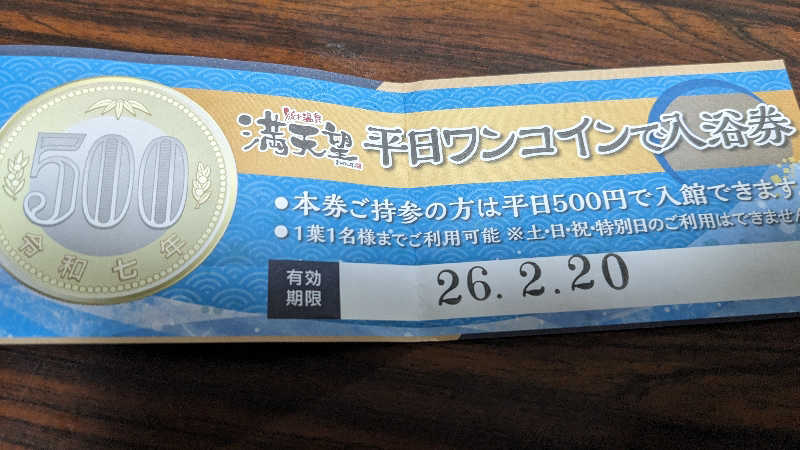 500
令和七年
満天望
平日ワンコインで入浴券
●本券ご持参の方は平日500円で入館できます
●1葉1名様までご利用可能 ※土・日・祝・特別日のご利用はできません
有効
期限
26.2.20